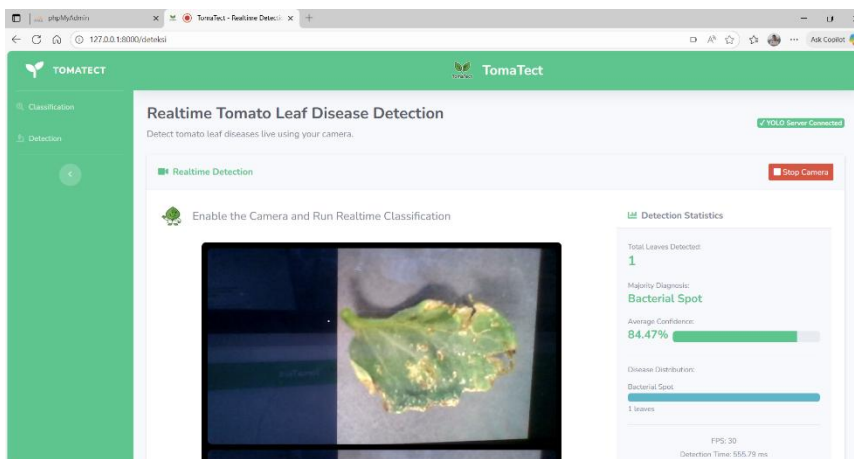 phpMyAdmin
TomaTect - Realtime Detecti
127.0.0.1:8000/deteksi
Ask Copilot
TOMATECT
TomaTect
Classification
Detection
Realtime Tomato Leaf Disease Detection
Detect tomato leaf diseases live using your camera.
✓ YOLO Server Connected
Realtime Detection
Stop Camera
Enable the Camera and Run Realtime Classification
Detection Statistics
Total Leaves Detected:
1
Majority Diagnosis:
Bacterial Spot
Average Confidence:
84.47%
Disease Distribution:
Bacterial Spot
1 leaves
FPS: 30
Detection Time: 555.79 ms